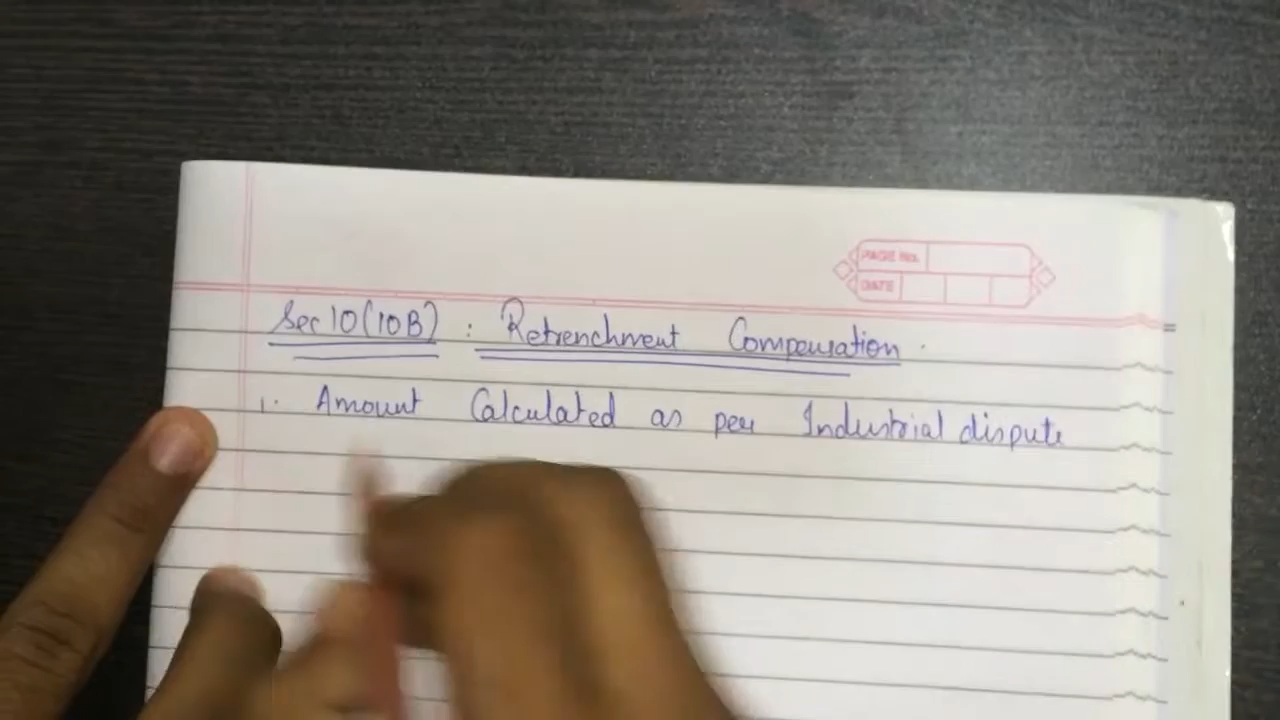 PAGE No.
DATE
Sec 10(10B) : Retrenchment Compensation.
1. Amount Calculated as per Industrial dispute